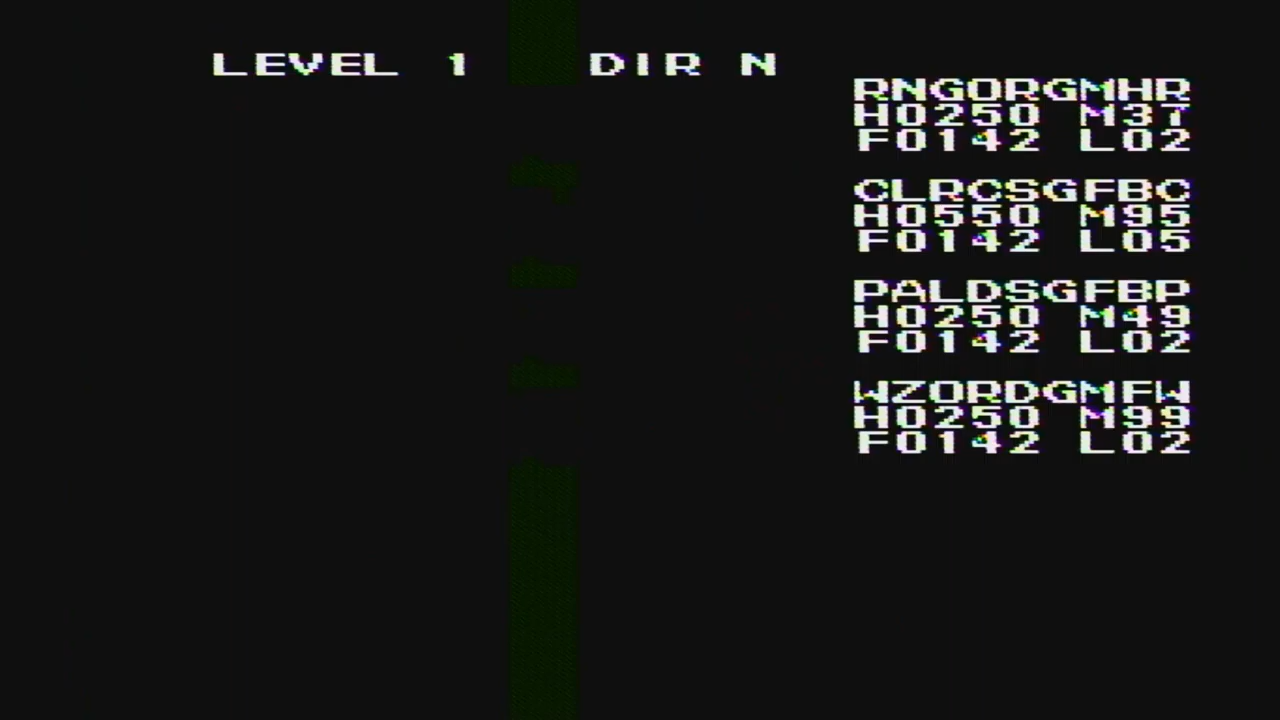 LEVEL 1 DIR N
RNGORGMHR
H0250 M37
F0142 L02
CLRCSGFBC
H0550 M95
F0142 L05
PALDSGFBP
H0250 M49
F0142 L02
WZORDGMFW
H0250 M99
F0142 L02